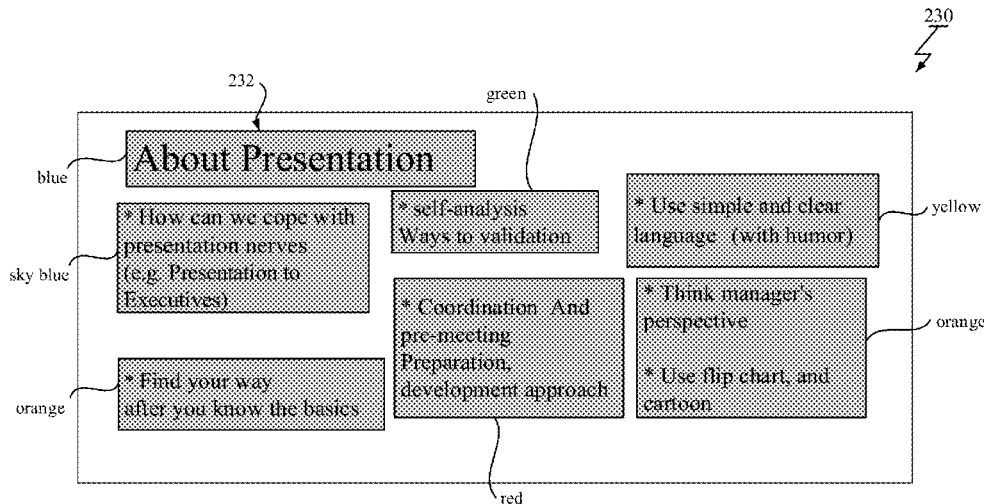 230
232
green
blue
About Presentation
* How can we cope with
presentation nerves
(e.g. Presentation to
Executives)
sky blue
* self-analysis
Ways to validation
* Use simple and clear
language (with humor)
yellow
* Coordination And
pre-meeting
Preparation,
development approach
* Think manager's
perspective
* Use flip chart, and
cartoon
orange
* Find your way
after you know the basics
orange
red